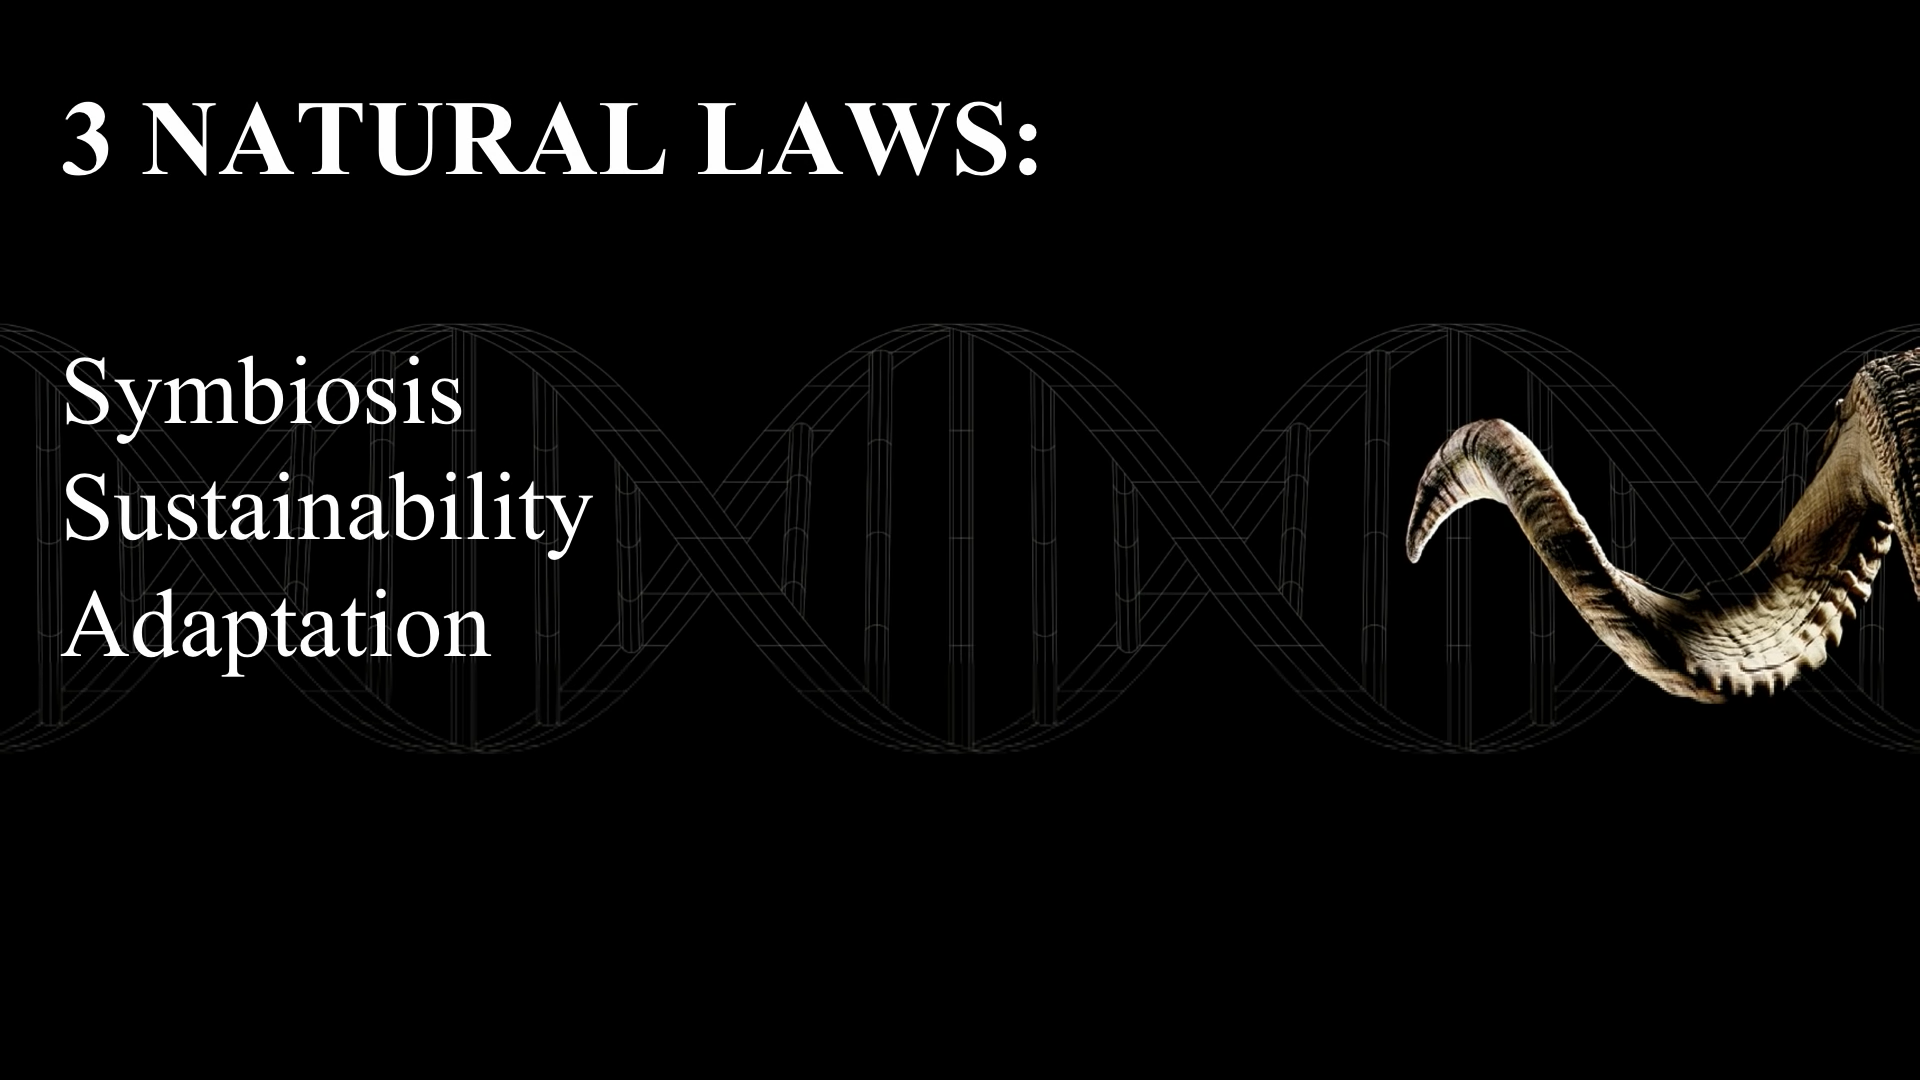 3 NATURAL LAWS:
Symbiosis
Sustainability
Adaptation